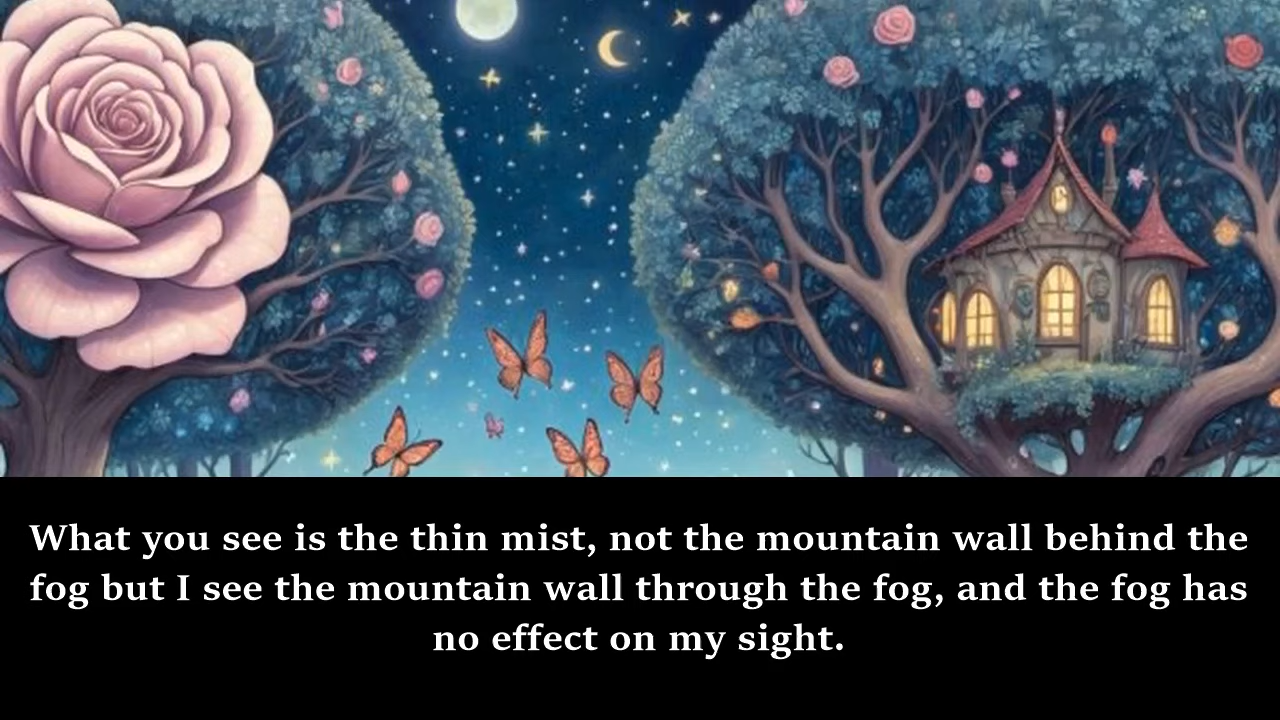 What you see is the thin mist, not the mountain wall behind the
fog but I see the mountain wall through the fog, and the fog has
no effect on my sight.